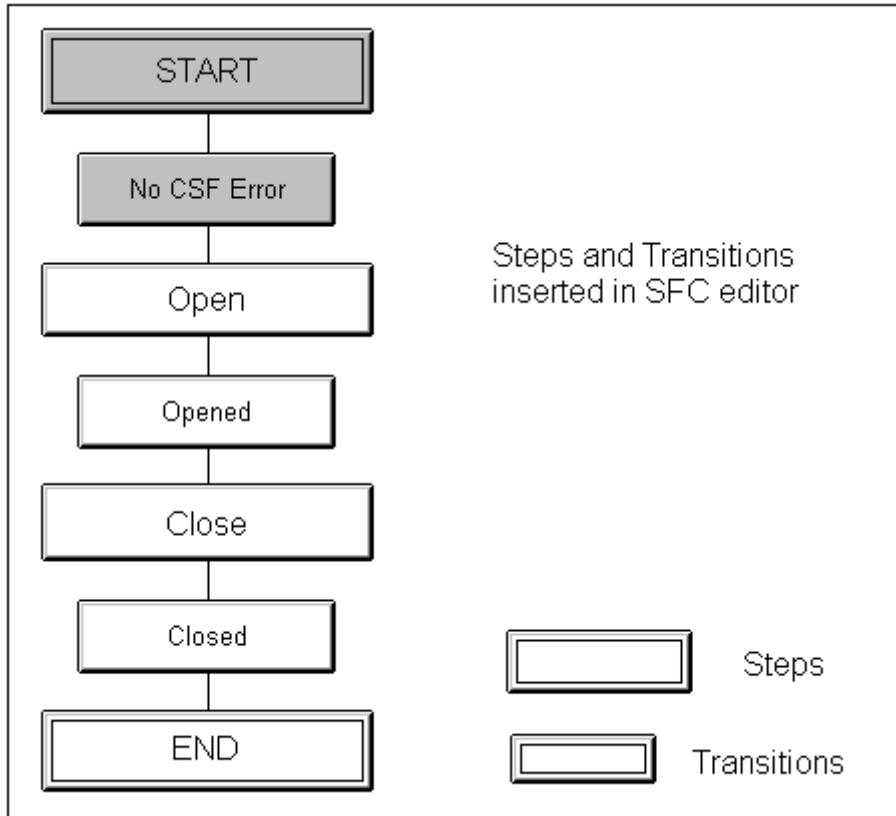 START
No CSF Error
Open
Opened
Close
Closed
END
Steps and Transitions
inserted in SFC editor
Steps
Transitions